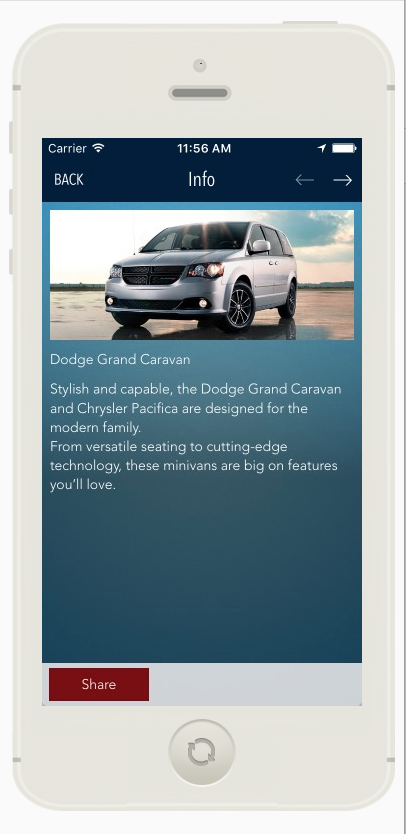 Carrier 11:56 AM
BACK Info
Dodge Grand Caravan
Stylish and capable, the Dodge Grand Caravan
and Chrysler Pacifica are designed for the
modern family.
From versatile seating to cutting-edge
technology, these minivans are big on features
you’ll love.
Share